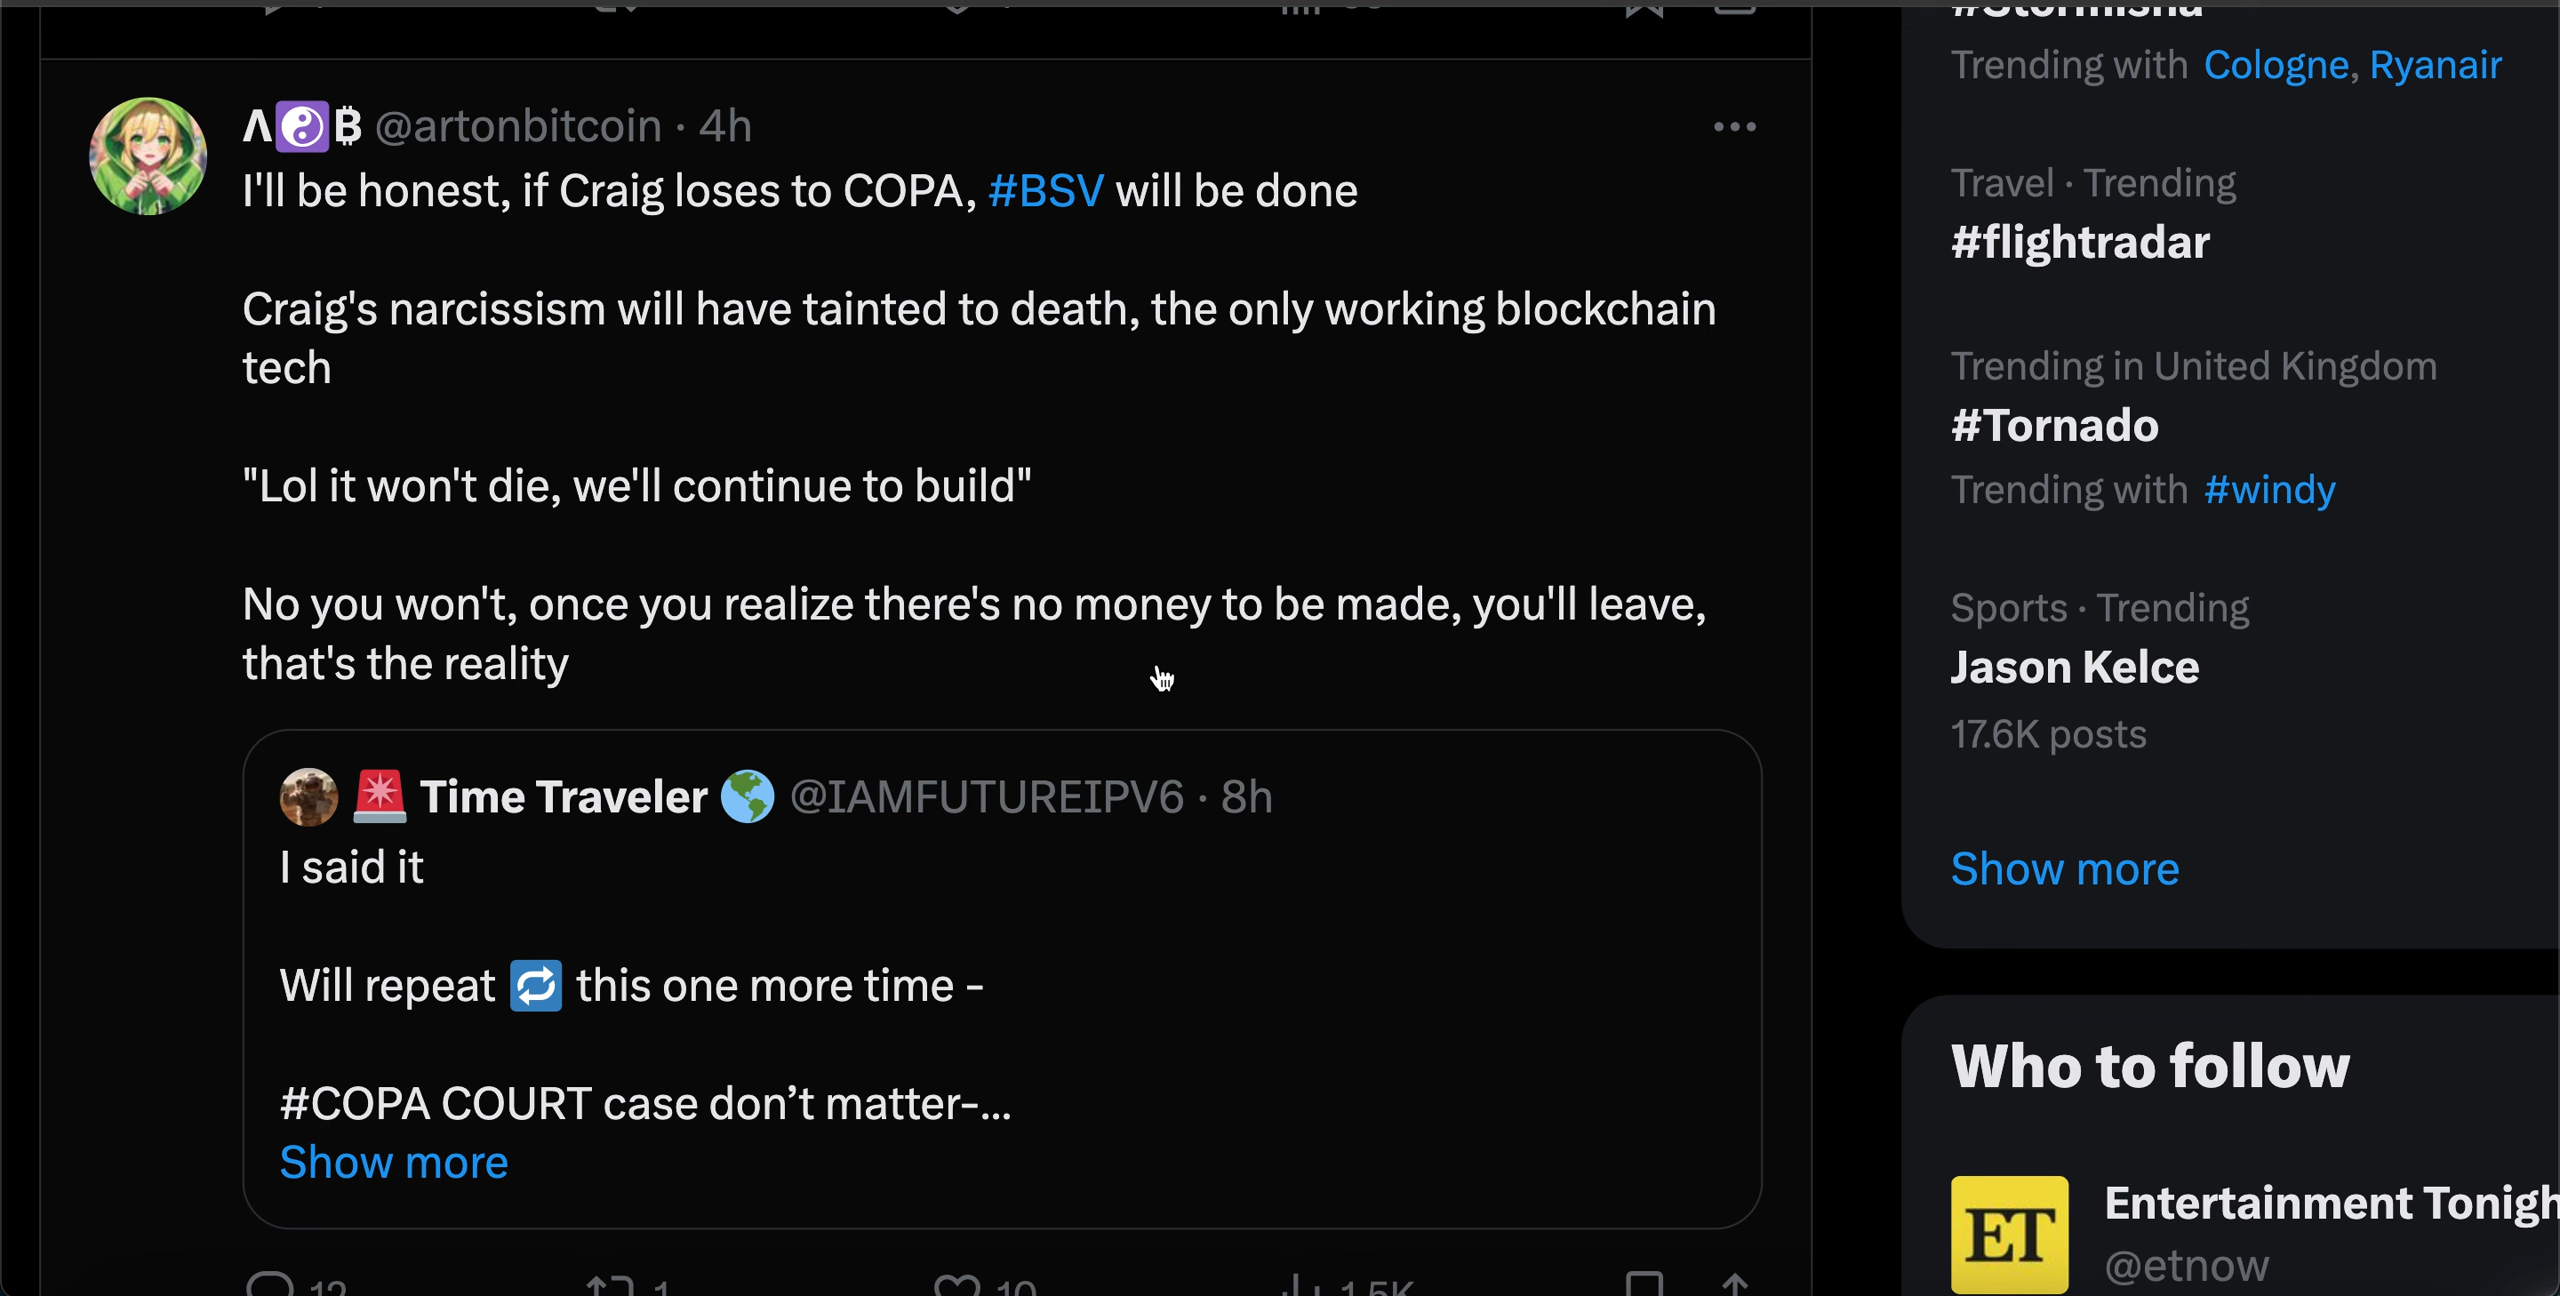 Λ☯️₿ @artonbitcoin · 4h
I'll be honest, if Craig loses to COPA, #BSV will be done
Craig's narcissism will have tainted to death, the only working blockchain
tech
"Lol it won't die, we'll continue to build"
No you won't, once you realize there's no money to be made, you'll leave,
that's the reality
🚨 Time Traveler 🌎 @IAMFUTUREIPV6 · 8h
I said it
Will repeat 🔁 this one more time -
#COPA COURT case don’t matter-...
Show more
12 1 10 1.5K
Trending with Cologne, Ryanair
Travel · Trending
#flightradar
Trending in United Kingdom
#Tornado
Trending with #windy
Sports · Trending
Jason Kelce
17.6K posts
Show more
Who to follow
ET
Entertainment Tonigh
@etnow